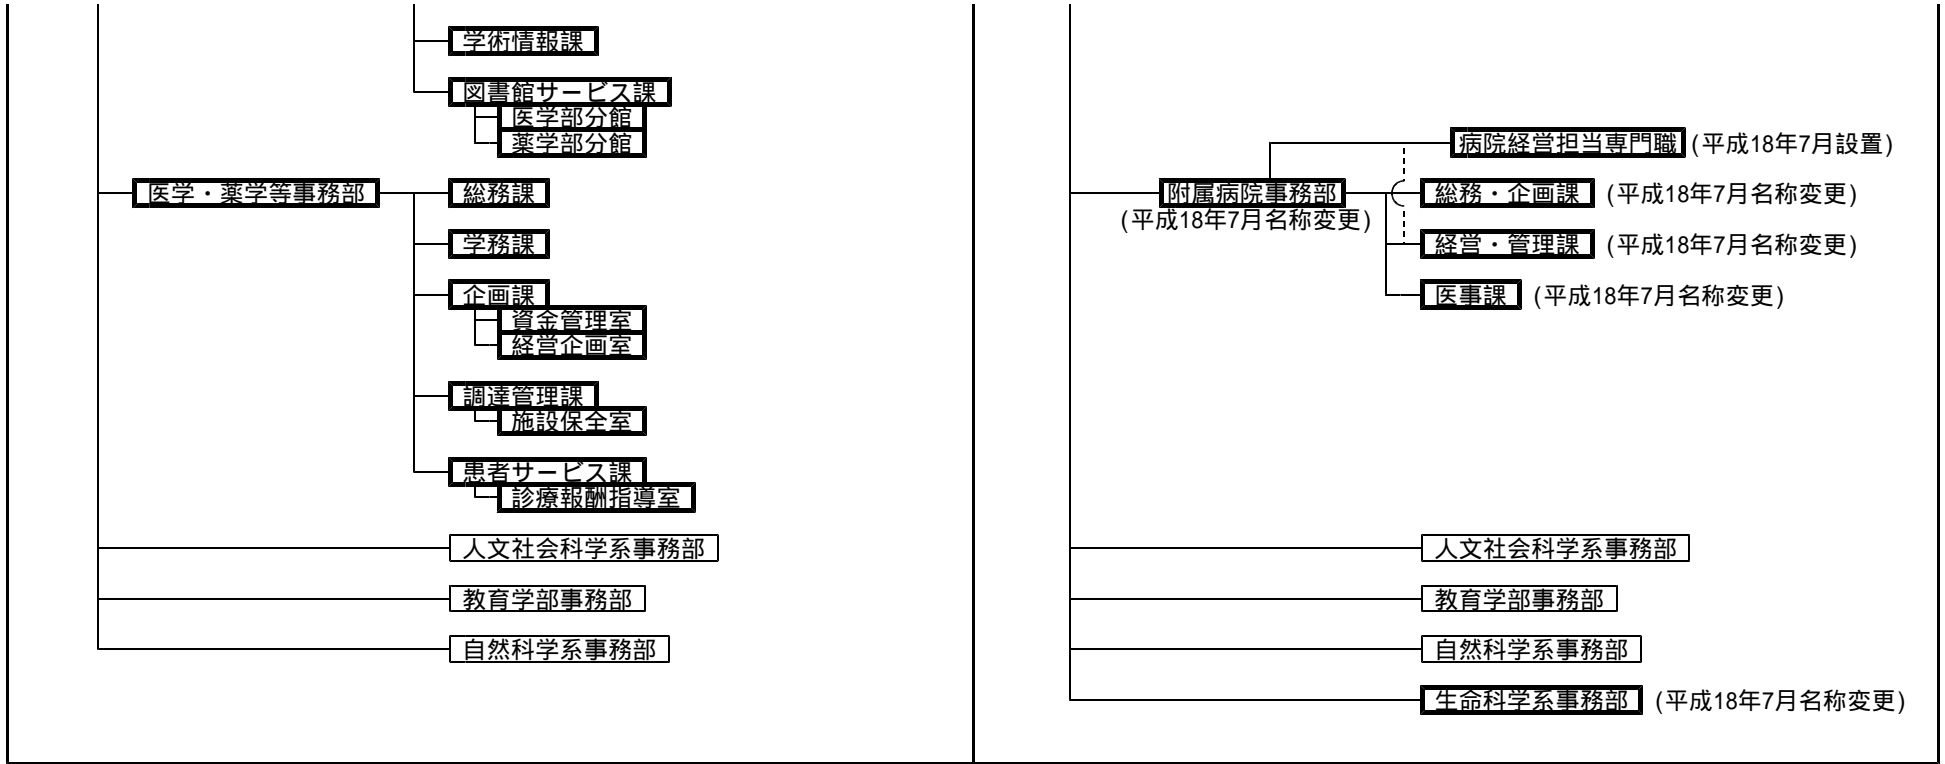 学術情報課
図書館サービス課
医学部分館
薬学部分館
医学・薬学等事務部
総務課
学務課
企画課
資金管理室
経営企画室
調達管理課
施設保全室
患者サービス課
診療報酬指導室
人文社会科学系事務部
教育学部事務部
自然科学系事務部
病院経営担当専門職 (平成18年7月設置)
附属病院事務部
(平成18年7月名称変更)
総務・企画課 (平成18年7月名称変更)
経営・管理課 (平成18年7月名称変更)
医事課 (平成18年7月名称変更)
人文社会科学系事務部
教育学部事務部
自然科学系事務部
生命科学系事務部 (平成18年7月名称変更)